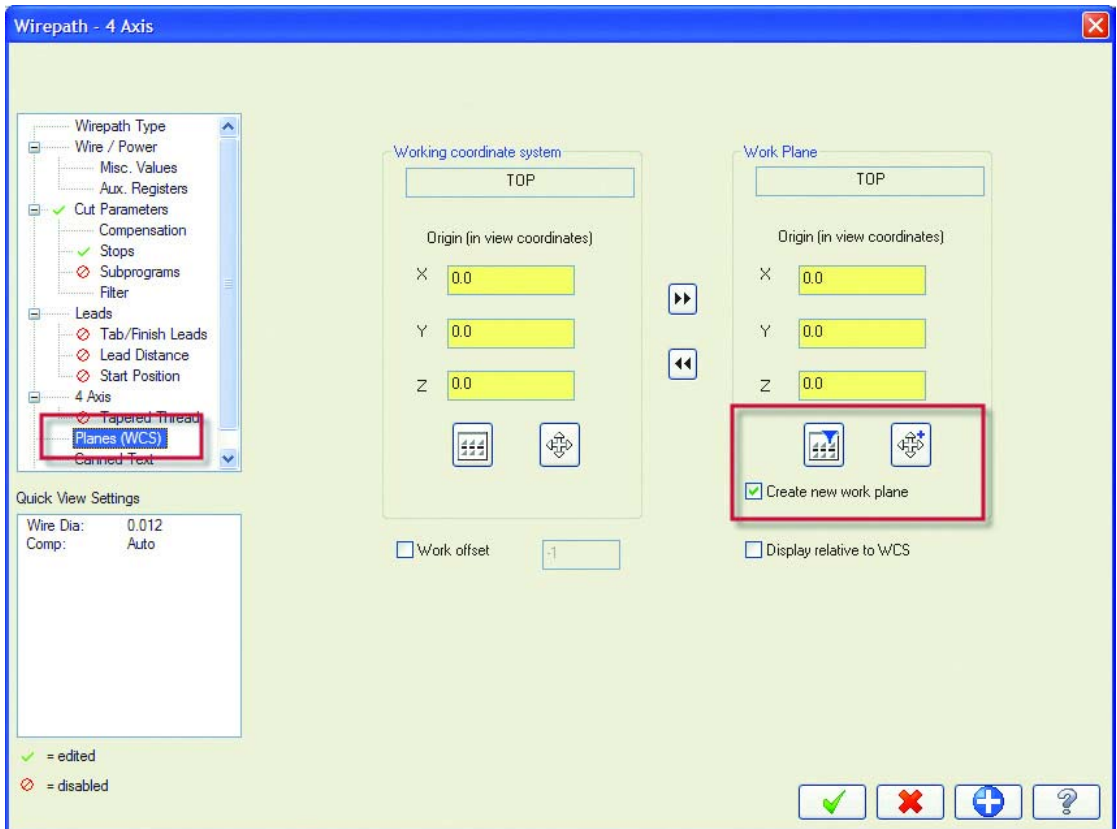 Wirepath - 4 Axis
Wirepath Type
Wire / Power
Misc. Values
Aux. Registers
Cut Parameters
Compensation
Stops
Subprograms
Filter
Leads
Tab/Finish Leads
Lead Distance
Start Position
4 Axis
Tapered Thread
Planes (WCS)
Canned Text
Quick View Settings
Wire Dia: 0.012
Comp: Auto
= edited
= disabled
Working coordinate system
TOP
Origin (in view coordinates)
X 0.0
Y 0.0
Z 0.0
Work offset -1
Work Plane
TOP
Origin (in view coordinates)
X 0.0
Y 0.0
Z 0.0
Create new work plane
Display relative to WCS